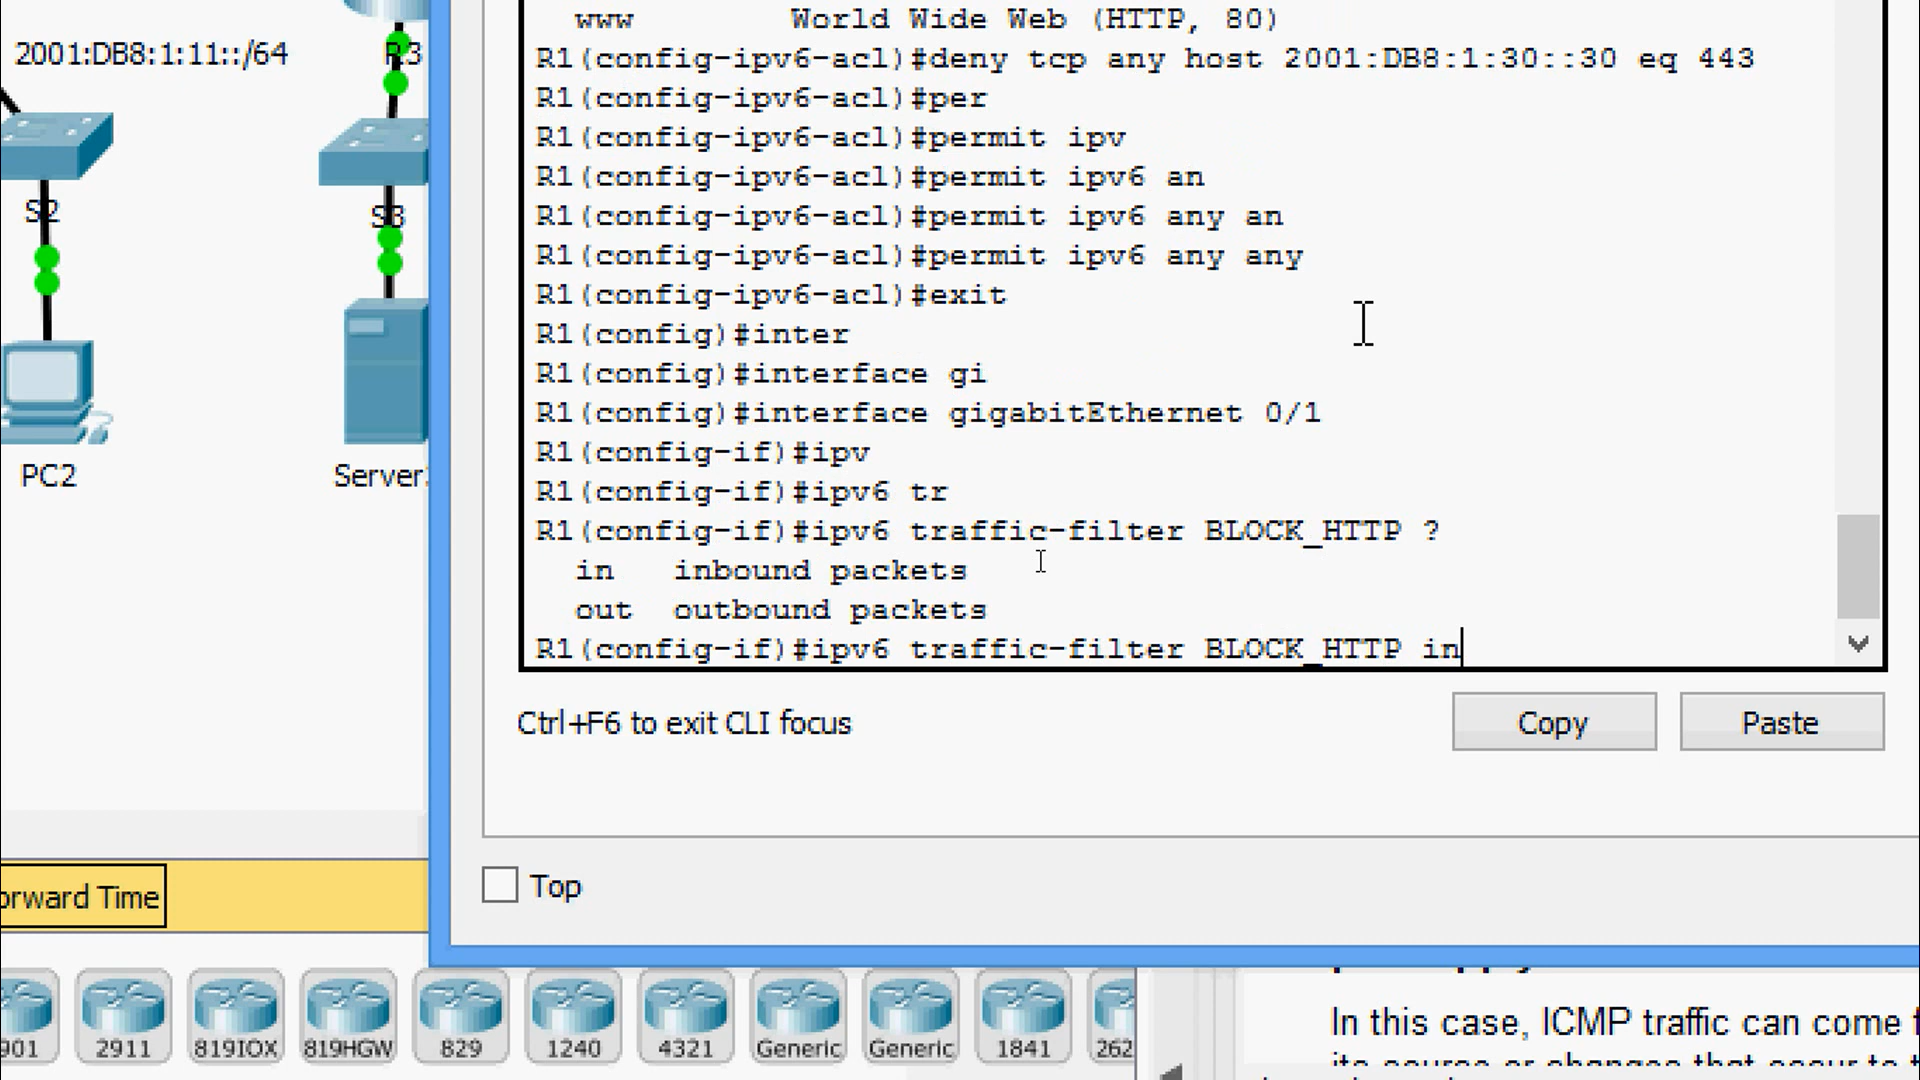 www World Wide Web (HTTP, 80)
R1(config-ipv6-acl)#deny tcp any host 2001:DB8:1:30::30 eq 443
R1(config-ipv6-acl)#per
R1(config-ipv6-acl)#permit ipv
R1(config-ipv6-acl)#permit ipv6 an
R1(config-ipv6-acl)#permit ipv6 any an
R1(config-ipv6-acl)#permit ipv6 any any
R1(config-ipv6-acl)#exit
R1(config)#inter
R1(config)#interface gi
R1(config)#interface gigabitEthernet 0/1
R1(config-if)#ipv
R1(config-if)#ipv6 tr
R1(config-if)#ipv6 traffic-filter BLOCK_HTTP ?
in inbound packets
out outbound packets
R1(config-if)#ipv6 traffic-filter BLOCK_HTTP in
Ctrl+F6 to exit CLI focus
Copy
Paste
Top
2001:DB8:1:11::/64
R3
S2
S3
PC2
Server
orward Time
901
2911
819IOX
819HGW
829
1240
4321
Generic
Generic
1841
262
In this case, ICMP traffic can come